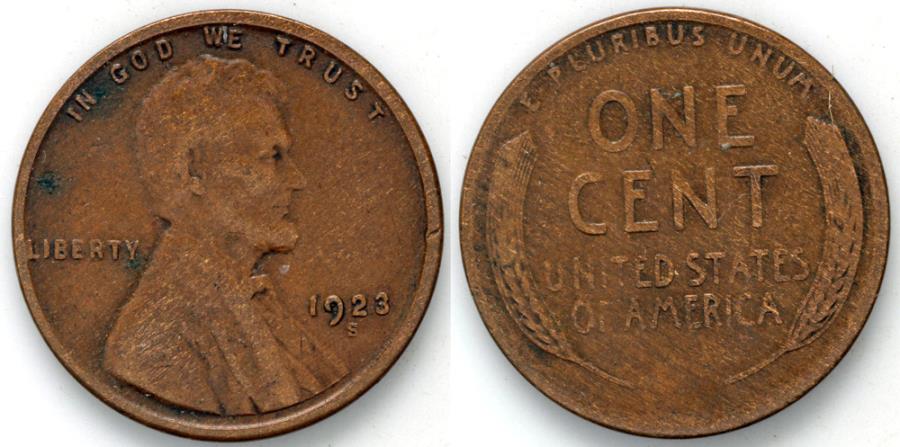 IN GOD WE TRUST
LIBERTY
1923
S
E PLURIBUS UNUM
ONE
CENT
UNITED STATES
OF AMERICA